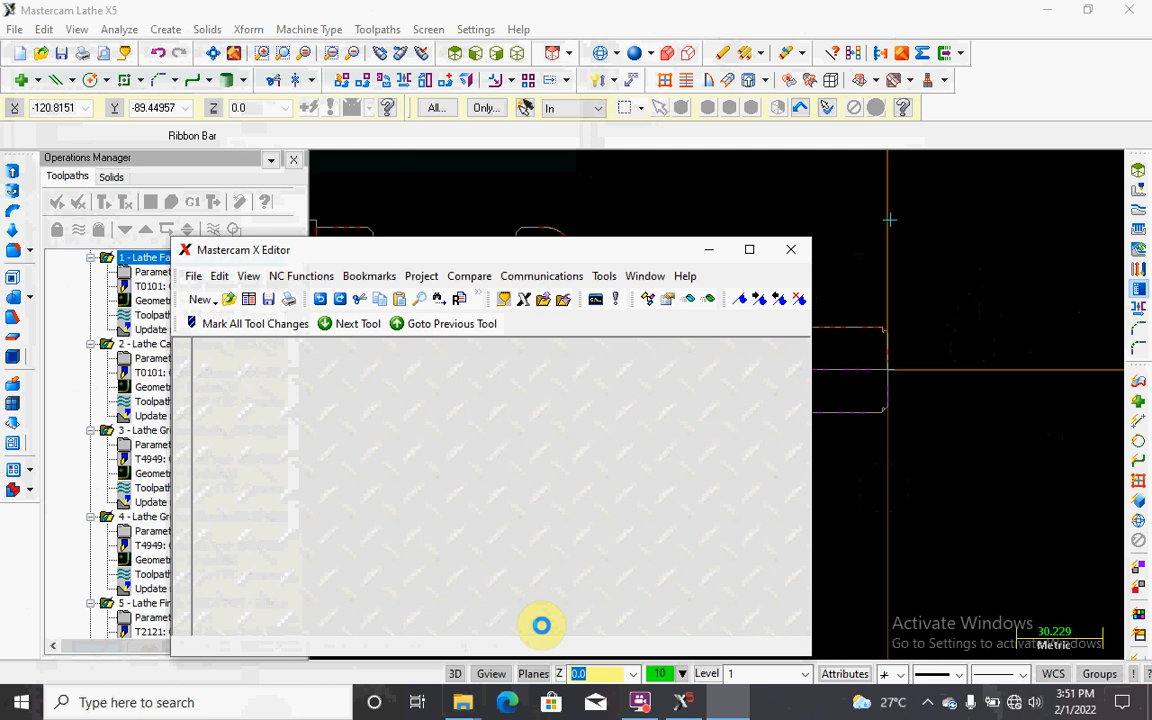 Mastercam Lathe X5
File Edit View Analyze Create Solids Xform Machine Type Toolpaths Screen Settings Help
X -120.8151 Y -89.44957 Z 0.0 All... Only... In
Ribbon Bar
Operations Manager
Toolpaths Solids
G1
1 - Lathe Fa
Paramet
T0101: (
Geometr
Toolpath
Update
2 - Lathe Ca
Paramet
T0101: (
Geometr
Toolpath
Update
3 - Lathe Gr
Paramet
T4949: (
Geometr
Toolpath
Update
4 - Lathe Gr
Paramet
T4949: (
Geometr
Toolpath
Update
5 - Lathe Fin
Paramet
T2121: (
Mastercam X Editor
File Edit View NC Functions Bookmarks Project Compare Communications Tools Window Help
New
Mark All Tool Changes Next Tool Goto Previous Tool
Activate Windows
Go to Settings to activate Windows
30.229
Metric
3D Gview Planes Z 0.0 10 Level 1 Attributes WCS Groups ! ?
Type here to search
27°C
3:51 PM
2/1/2022